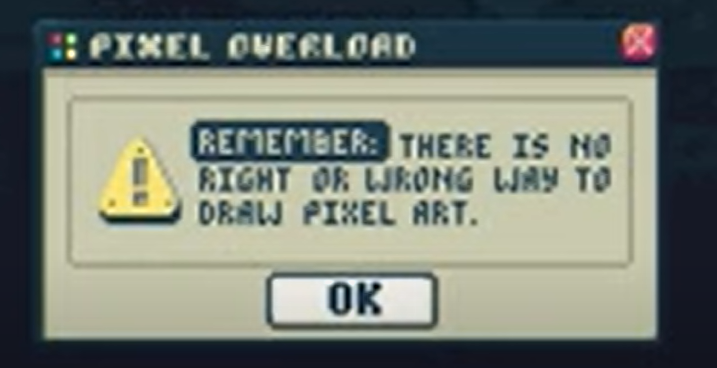 PIXEL OVERLOAD
REMEMBER: THERE IS NO
RIGHT OR WRONG WAY TO
DRAW PIXEL ART.
OK